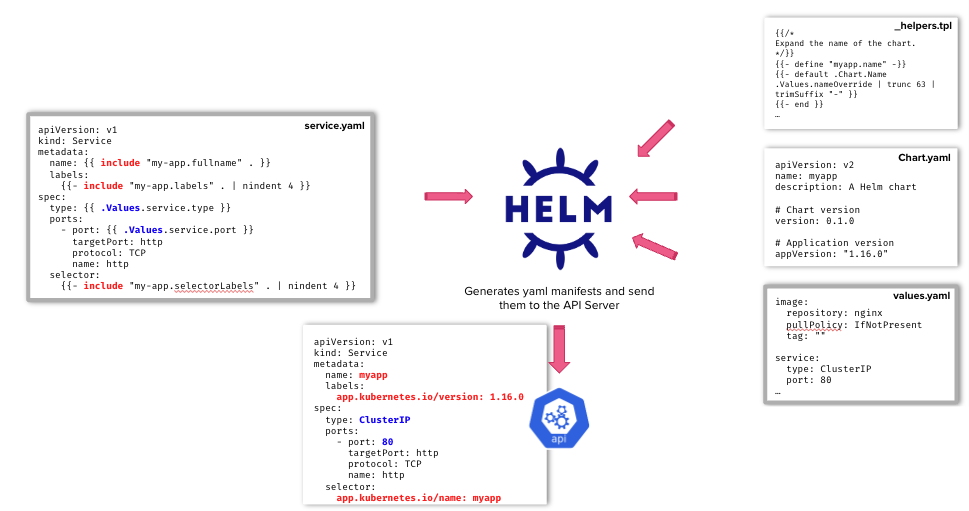 service.yaml
apiVersion: v1
kind: Service
metadata:
  name: {{ include "my-app.fullname" . }}
  labels:
    {{- include "my-app.labels" . | nindent 4 }}
spec:
  type: {{ .Values.service.type }}
  ports:
    - port: {{ .Values.service.port }}
      targetPort: http
      protocol: TCP
      name: http
  selector:
    {{- include "my-app.selectorLabels" . | nindent 4 }}
HELM
Generates yaml manifests and send
them to the API Server
_helpers.tpl
{{/*
Expand the name of the chart.
*/}}
{{- define "myapp.name" -}}
{{- default .Chart.Name
.Values.nameOverride | trunc 63 |
trimSuffix "-" }}
{{- end }}
…
Chart.yaml
apiVersion: v2
name: myapp
description: A Helm chart

# Chart version
version: 0.1.0

# Application version
appVersion: "1.16.0"
values.yaml
image:
  repository: nginx
  pullPolicy: IfNotPresent
  tag: ""

service:
  type: ClusterIP
  port: 80
…
apiVersion: v1
kind: Service
metadata:
  name: myapp
  labels:
    app.kubernetes.io/version: 1.16.0
spec:
  type: ClusterIP
  ports:
    - port: 80
      targetPort: http
      protocol: TCP
      name: http
  selector:
    app.kubernetes.io/name: myapp
api